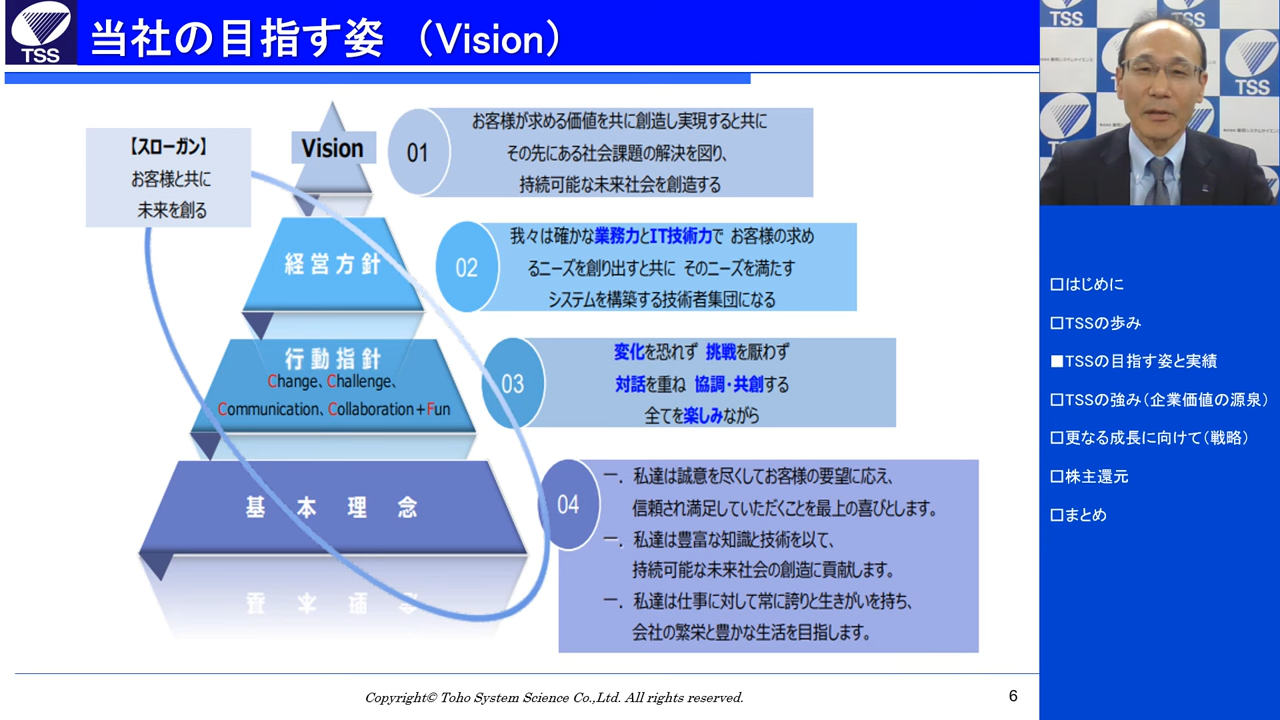 TSS
当社の目指す姿 （Vision）
【スローガン】
お客様と共に
未来を創る
Vision
01
お客様が求める価値を共に創造し実現すると共に
その先にある社会課題の解決を図り、
持続可能な未来社会を創造する
経営方針
02
我々は確かな業務力とIT技術力で お客様の求め
るニーズを創り出すと共に そのニーズを満たす
システムを構築する技術者集団になる
行動指針
Change、Challenge、
Communication、Collaboration＋Fun
03
変化を恐れず 挑戦を厭わず
対話を重ね 協調・共創する
全てを楽しみながら
基本理念
04
一．私達は誠意を尽くしてお客様の要望に応え、
信頼され満足していただくことを最上の喜びとします。
一．私達は豊富な知識と技術を以て、
持続可能な未来社会の創造に貢献します。
一．私達は仕事に対して常に誇りと生きがいを持ち、
会社の繁栄と豊かな生活を目指します。
Copyright© Toho System Science Co.,Ltd. All rights reserved.
6
TSS
TSS
TSS
TSS
□はじめに
□TSSの歩み
■TSSの目指す姿と実績
□TSSの強み（企業価値の源泉）
□更なる成長に向けて（戦略）
□株主還元
□まとめ